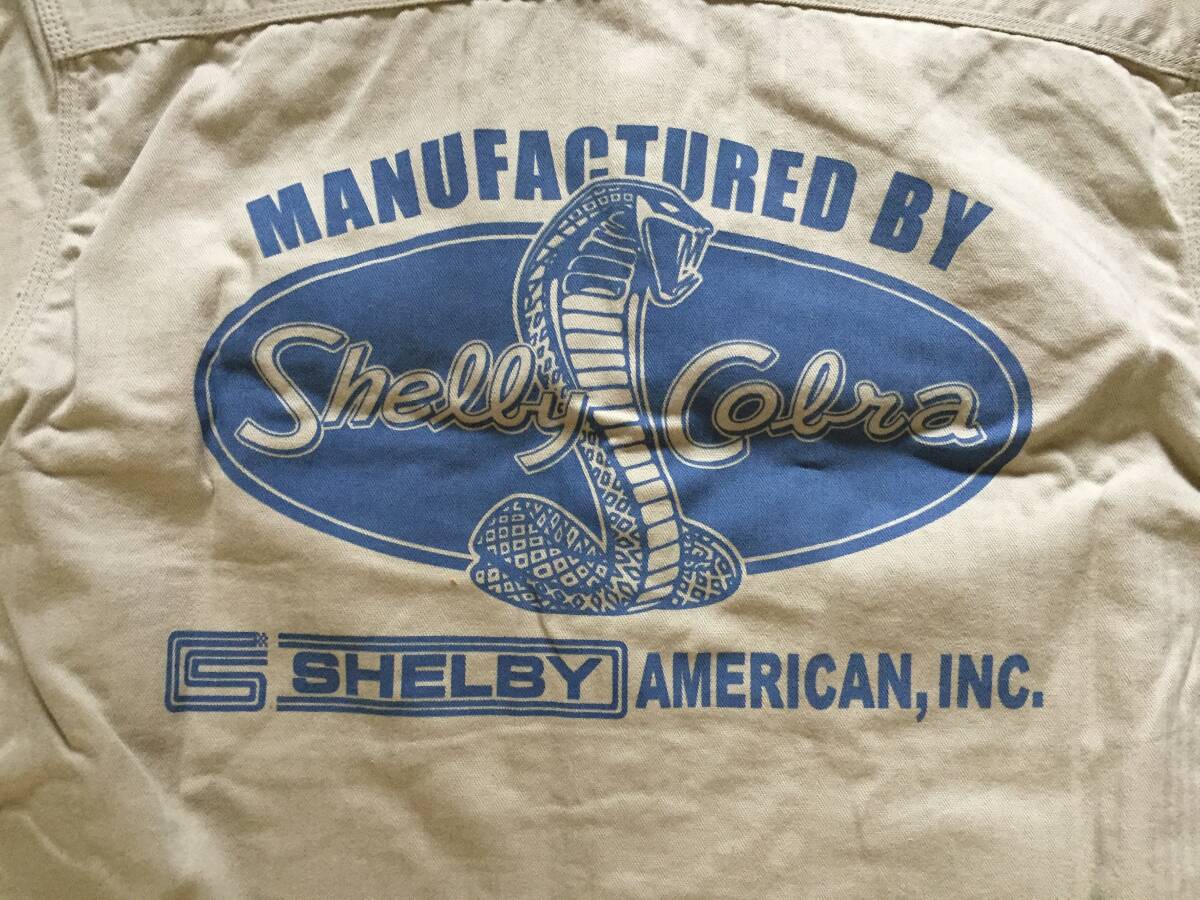 MANUFACTURED BY
Shelby Cobra
SHELBY AMERICAN, INC.